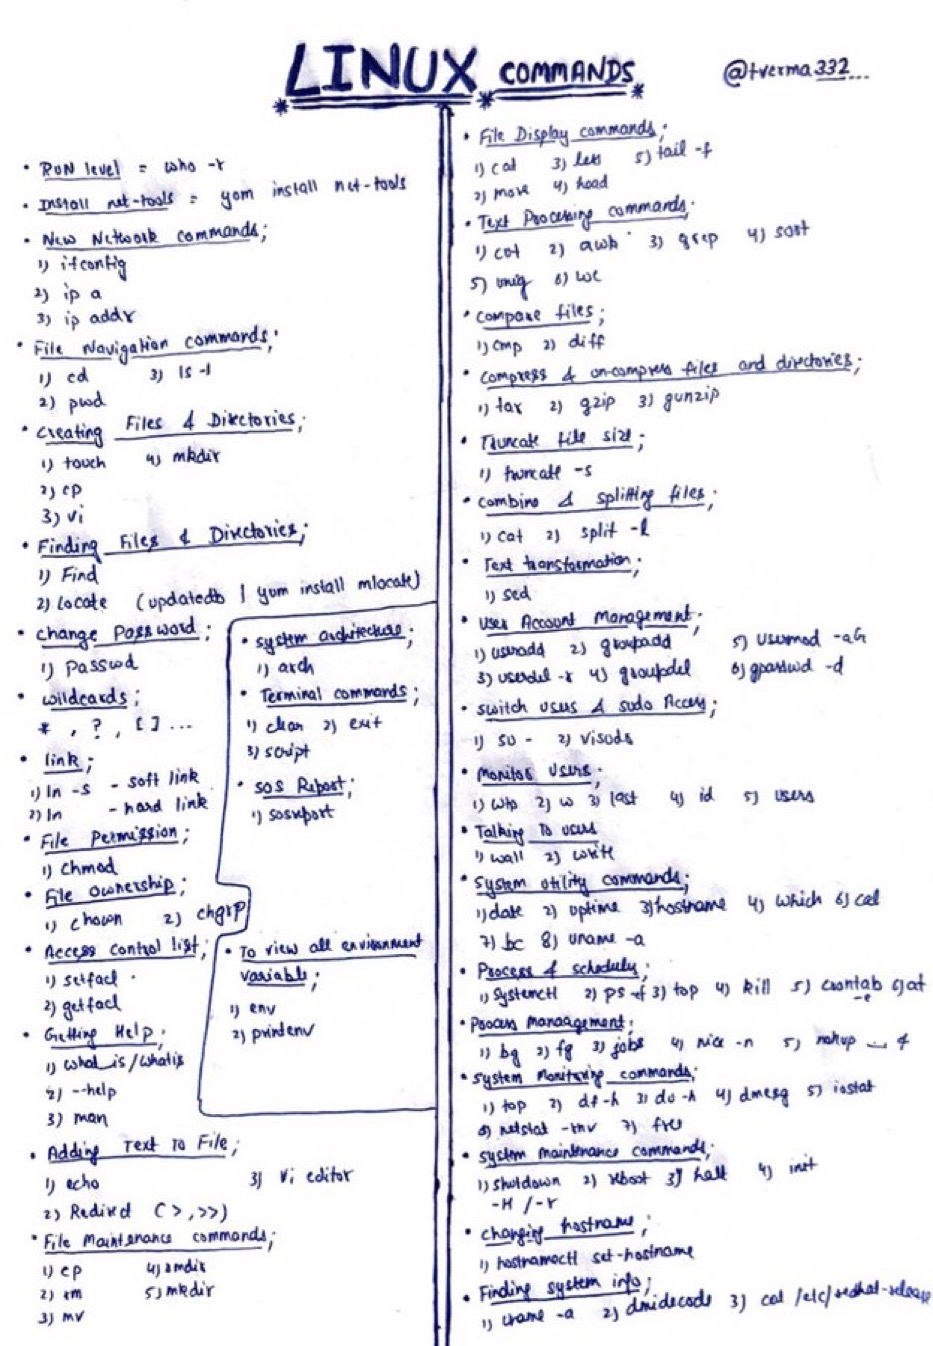 LINUX COMMANDS
@tverma332...
• RUN level = who -r
• Install net-tools = yum install net-tools
• New Network commands;
1) ifconfig
2) ip a
3) ip addr
• File Navigation commands;
1) cd 3) ls -l
2) pwd
• Creating Files & Directories;
1) touch 4) mkdir
2) cp
3) vi
• Finding Files & Directories;
1) Find
2) Locate (updatedb / yum install mlocate)
• change Password;
1) Passwd
• wildcards;
* , ? , [ ] ...
• link;
1) ln -s - soft link
2) ln - hard link
• File Permission;
1) Chmod
• File ownership;
1) chown 2) chgrp
• Access control list;
1) setfacl
2) getfacl
• Getting Help;
1) what_is/whatis
2) --help
3) man
• system architecture;
1) arch
• Terminal commands;
1) clear 2) exit
3) script
• SOS Report;
1) sosreport
• To view all environment
variable;
1) env
2) printenv
• Adding Text To File;
1) echo 3) Vi editor
2) Redirect (>,>>)
• File Maintenance commands;
1) cp 4) rmdir
2) rm 5) mkdir
3) mv
• File Display commands;
1) cat 3) less 5) tail -f
2) more 4) head
• Text Processing commands;
1) cut 2) awk 3) grep 4) sort
5) uniq 6) wc
• compare files;
1) cmp 2) diff
• compress & un-compress files and directories;
1) tar 2) gzip 3) gunzip
• Truncate file size;
1) truncate -s
• combine & splitting files;
1) cat 2) split -l
• Text transformation;
1) sed
• User Account Management;
1) useradd 2) groupadd 5) usermod -aG
3) userdel -r 4) groupdel 6) gpasswd -d
• switch users & sudo Access;
1) su - 2) visudo
• Monitor Users;
1) who 2) w 3) last 4) id 5) users
• Talking To users
1) wall 2) write
• System utility commands;
1) date 2) uptime 3) hostname 4) which 6) cal
7) bc 8) uname -a
• Process & scheduly;
1) systemctl 2) ps -f 3) top 4) kill 5) crontab -e 6) at
• Process management;
1) bg 2) fg 3) jobs 4) nice -n 5) nohup _ &
• System Monitoring commands;
1) top 2) df -h 3) du -h 4) dmesg 5) iostat
6) netstat -rnv 7) free
• system maintenance commands;
1) shutdown 2) reboot 3) halt 4) init
-H / -r
• changing hostname;
1) hostnamectl set-hostname
• Finding system info;
1) uname -a 2) dmidecode 3) cat /etc/redhat-release